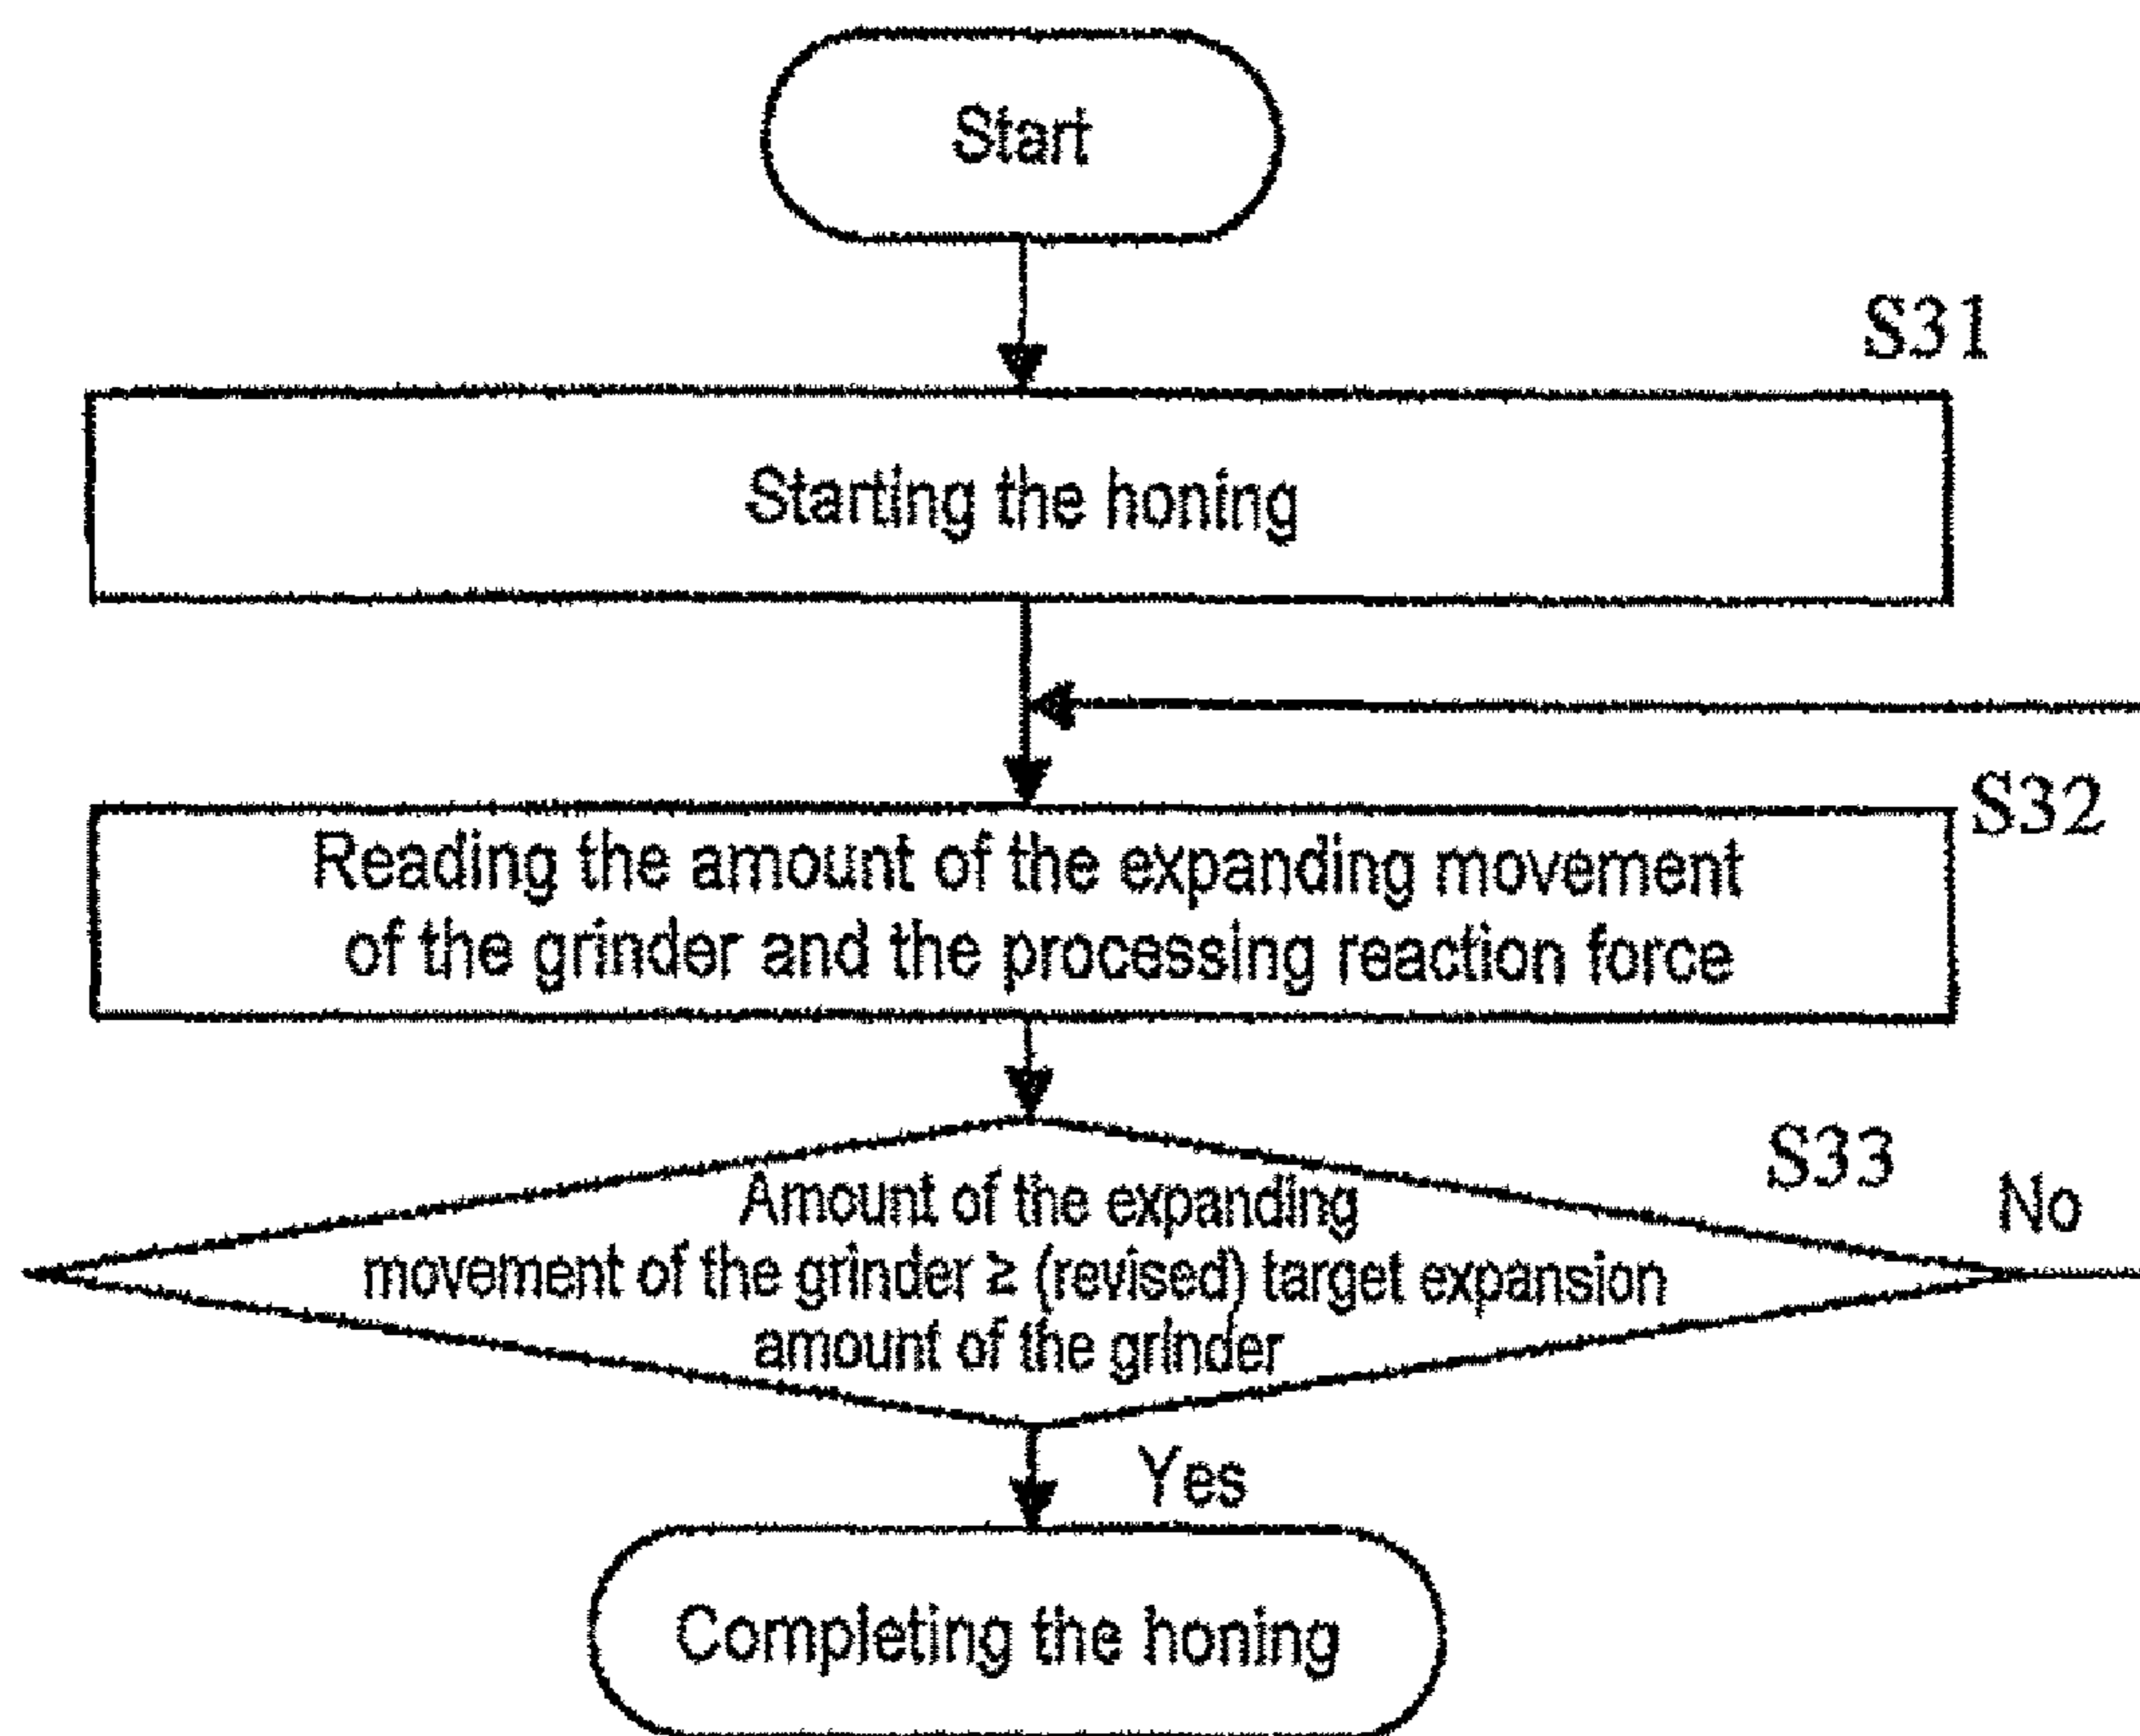 Start
S31
Starting the honing
S32
Reading the amount of the expanding movement
of the grinder and the processing reaction force
S33
No
Amount of the expanding
movement of the grinder ≥ (revised) target expansion
amount of the grinder
Yes
Completing the honing